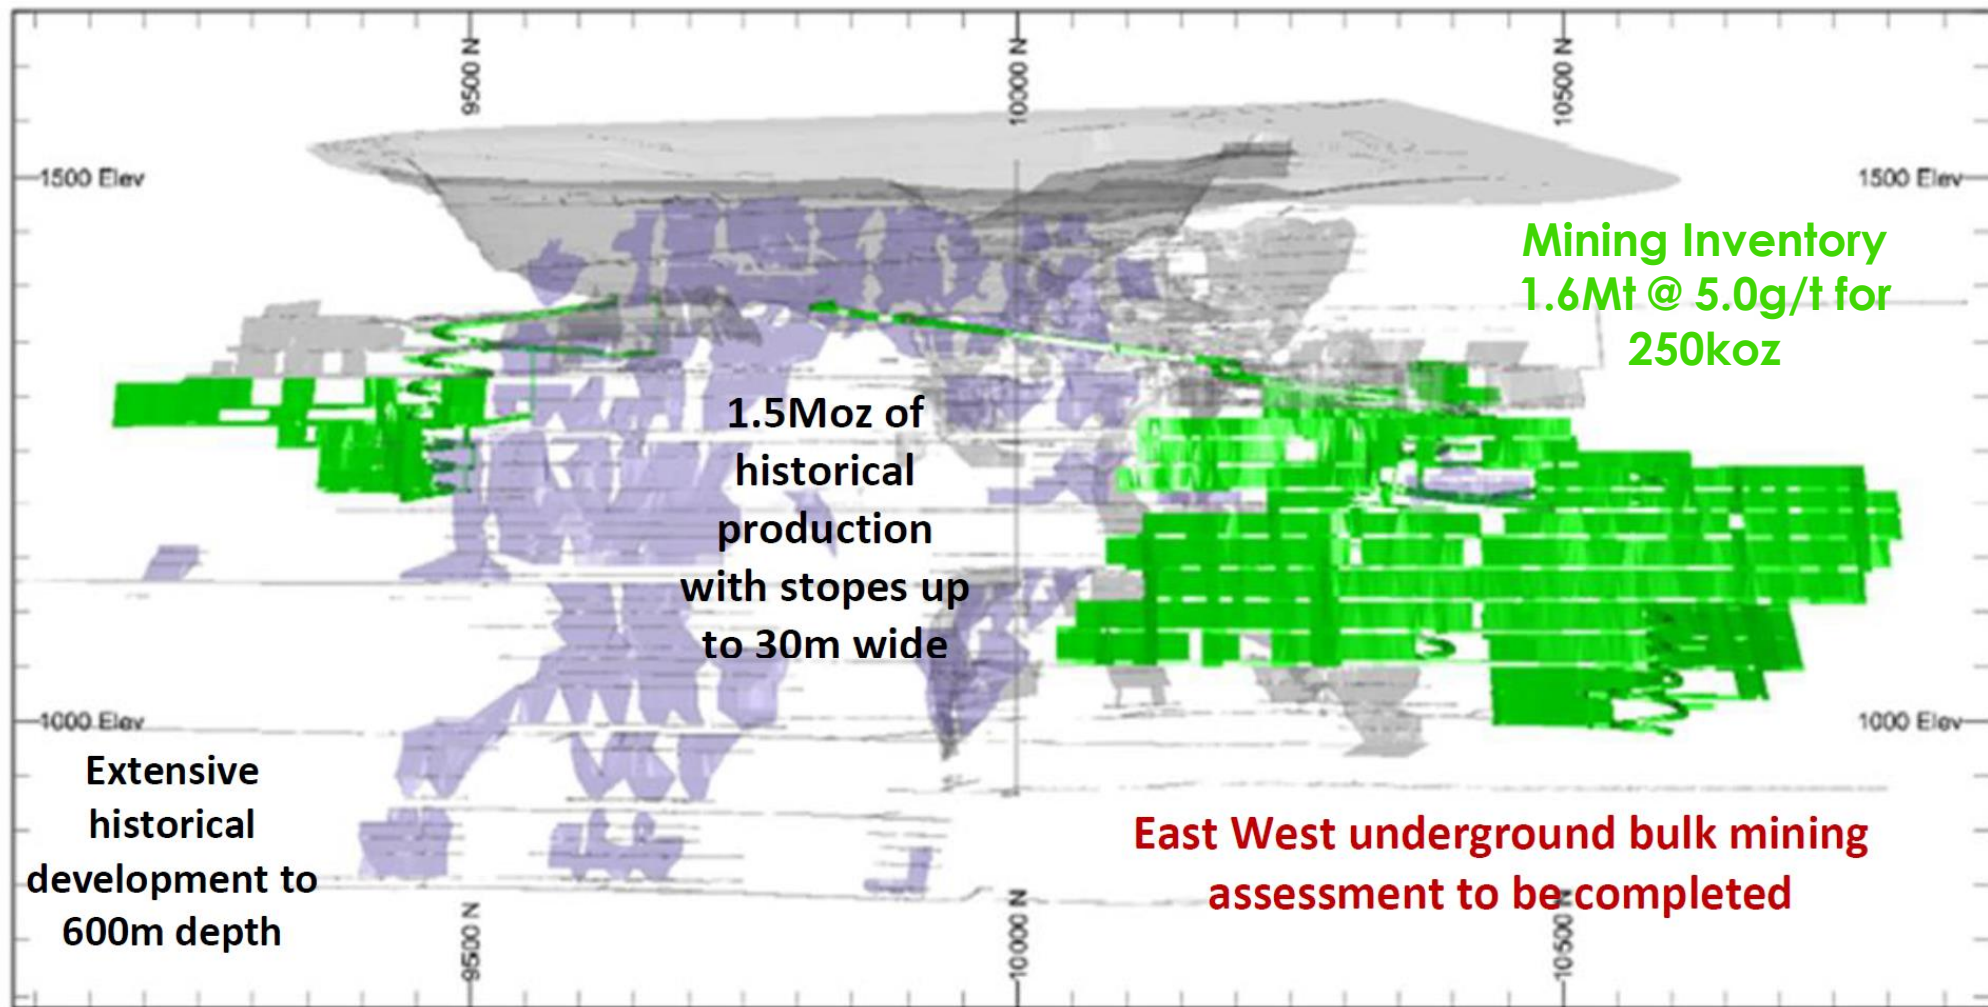 9500 N
10000 N
10500 N
1500 Elev
1500 Elev
Mining Inventory
1.6Mt @ 5.0g/t for
250koz
1.5Moz of
historical
production
with stopes up
to 30m wide
1000 Elev
1000 Elev
Extensive
historical
development to
600m depth
East West underground bulk mining
assessment to be completed
9500 N
10000 N
10500 N